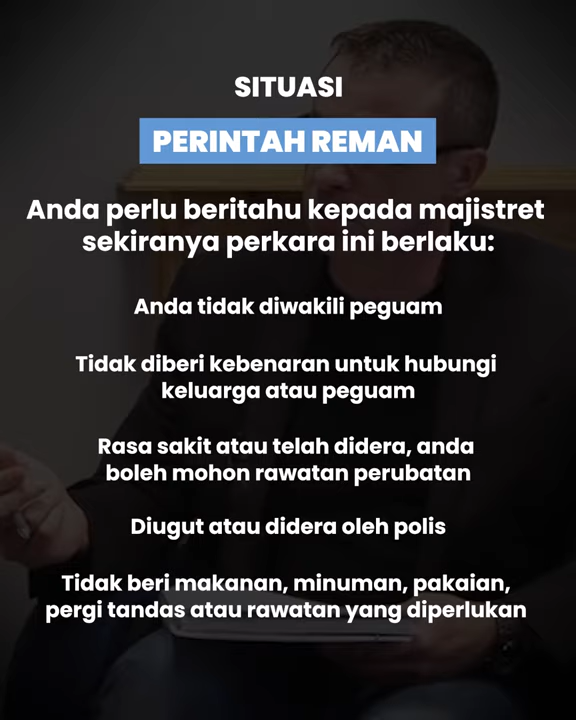 SITUASI
PERINTAH REMAN
Anda perlu beritahu kepada majistret
sekiranya perkara ini berlaku:
Anda tidak diwakili peguam
Tidak diberi kebenaran untuk hubungi
keluarga atau peguam
Rasa sakit atau telah didera, anda
boleh mohon rawatan perubatan
Diugut atau didera oleh polis
Tidak beri makanan, minuman, pakaian,
pergi tandas atau rawatan yang diperlukan